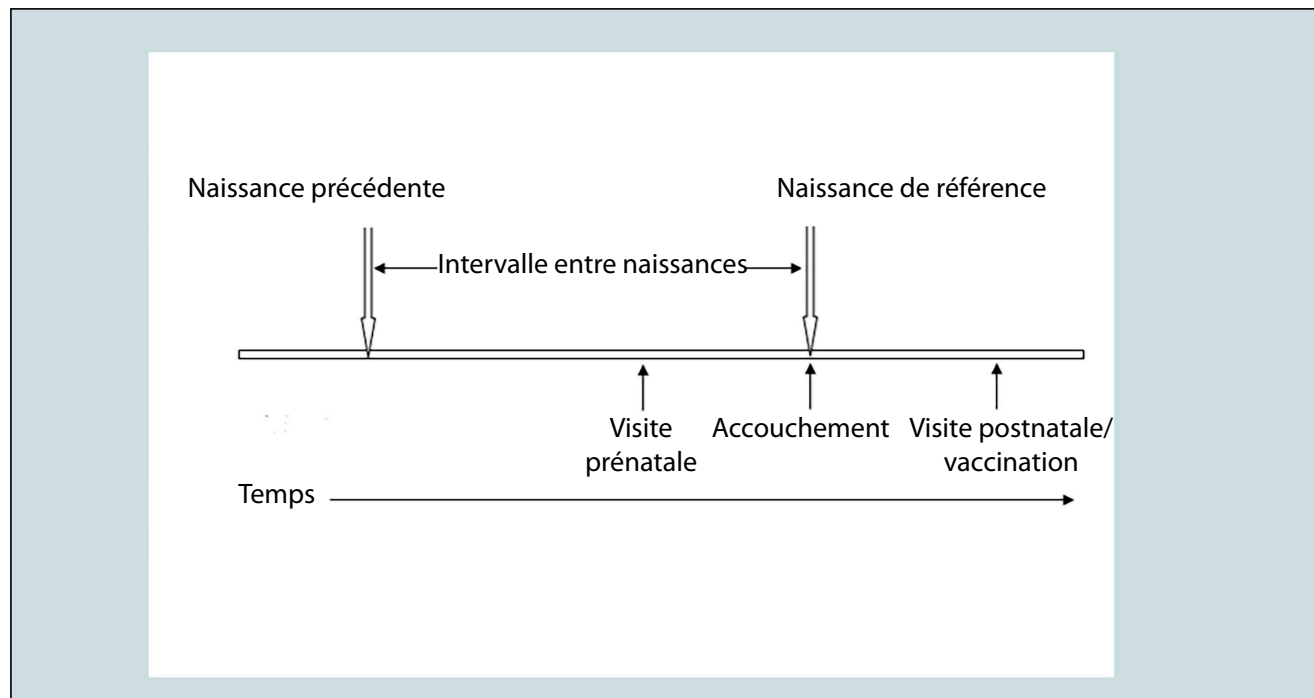 Naissance précédente
Naissance de référence
Intervalle entre naissances
Visite
prénatale
Accouchement
Visite postnatale/
vaccination
Temps